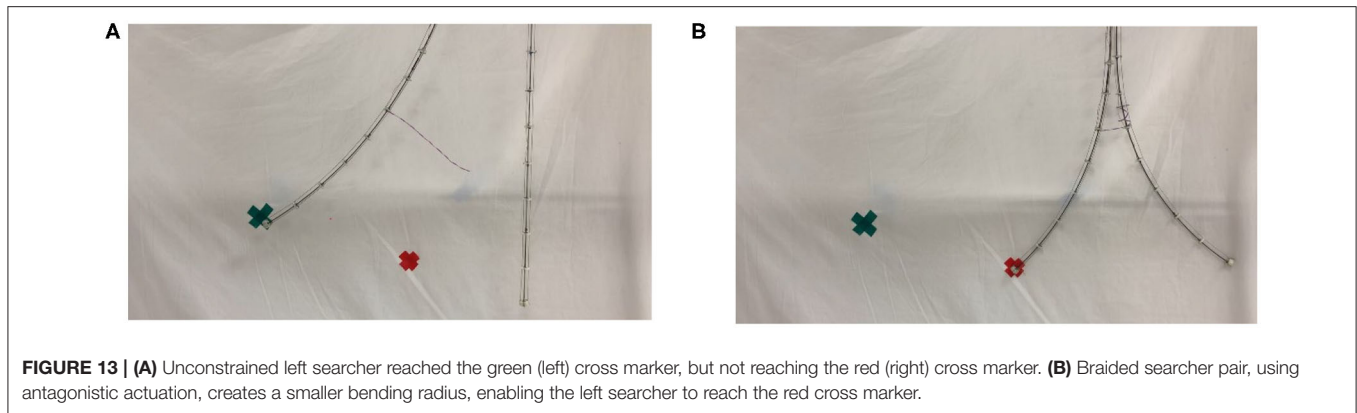 A
B
FIGURE 13 | (A) Unconstrained left searcher reached the green (left) cross marker, but not reaching the red (right) cross marker. (B) Braided searcher pair, using
antagonistic actuation, creates a smaller bending radius, enabling the left searcher to reach the red cross marker.